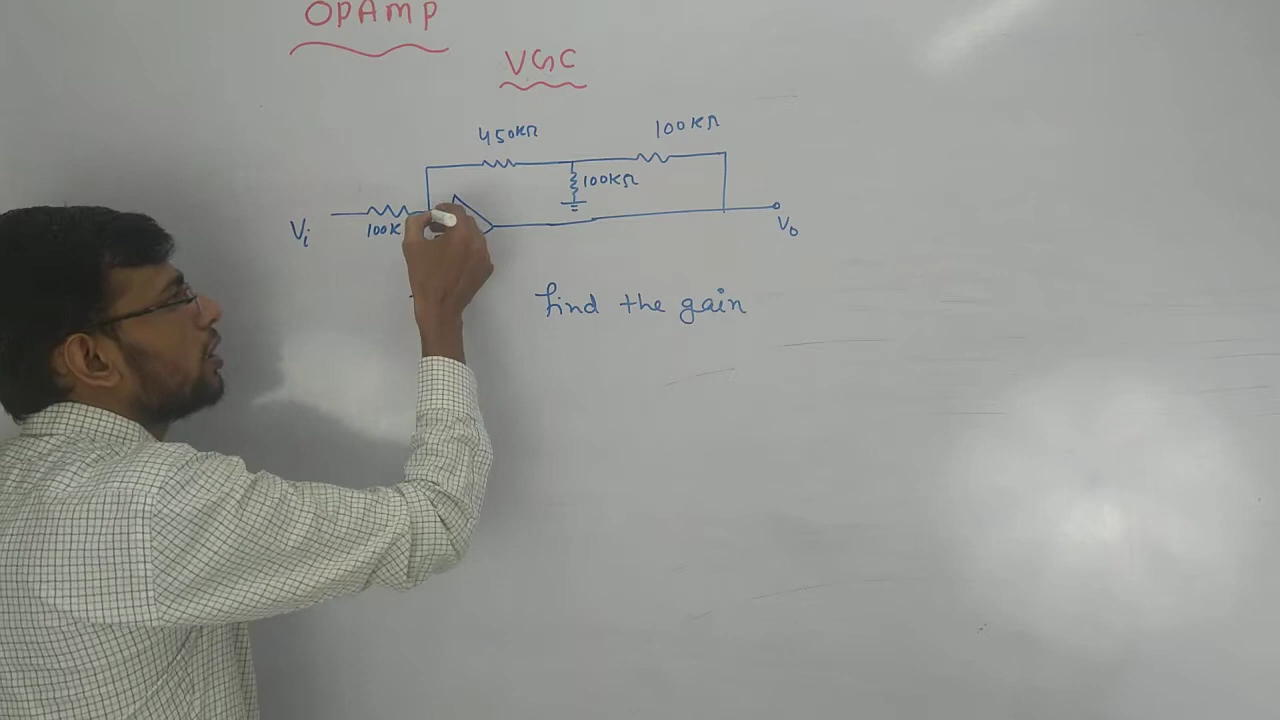 OPAMP
VGC
450KΩ
100KΩ
100KΩ
Vi
100K
Vo
find the gain